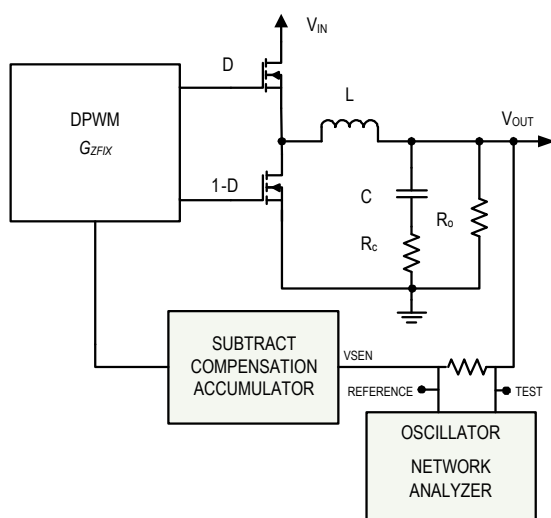 VIN
D
DPWM
GZFIX
L
VOUT
1-D
C
Ro
Rc
SUBTRACT
COMPENSATION
ACCUMULATOR
VSEN
REFERENCE
TEST
OSCILLATOR
NETWORK
ANALYZER